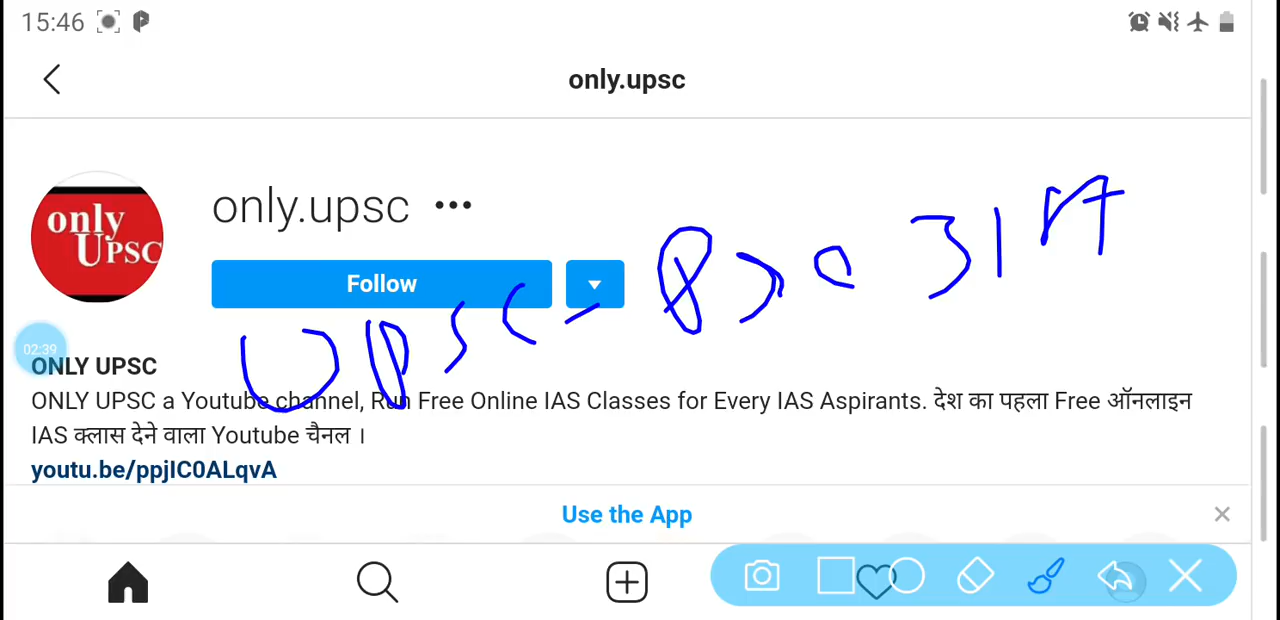 15:46
only.upsc
only UPSC
only.upsc
Follow
UPSC-
02:39
ONLY UPSC
ONLY UPSC a Youtube channel, Run Free Online IAS Classes for Every IAS Aspirants. देश का पहला Free ऑनलाइन
IAS क्लास देने वाला Youtube चैनल ।
youtu.be/ppjIC0ALqvA
Use the App